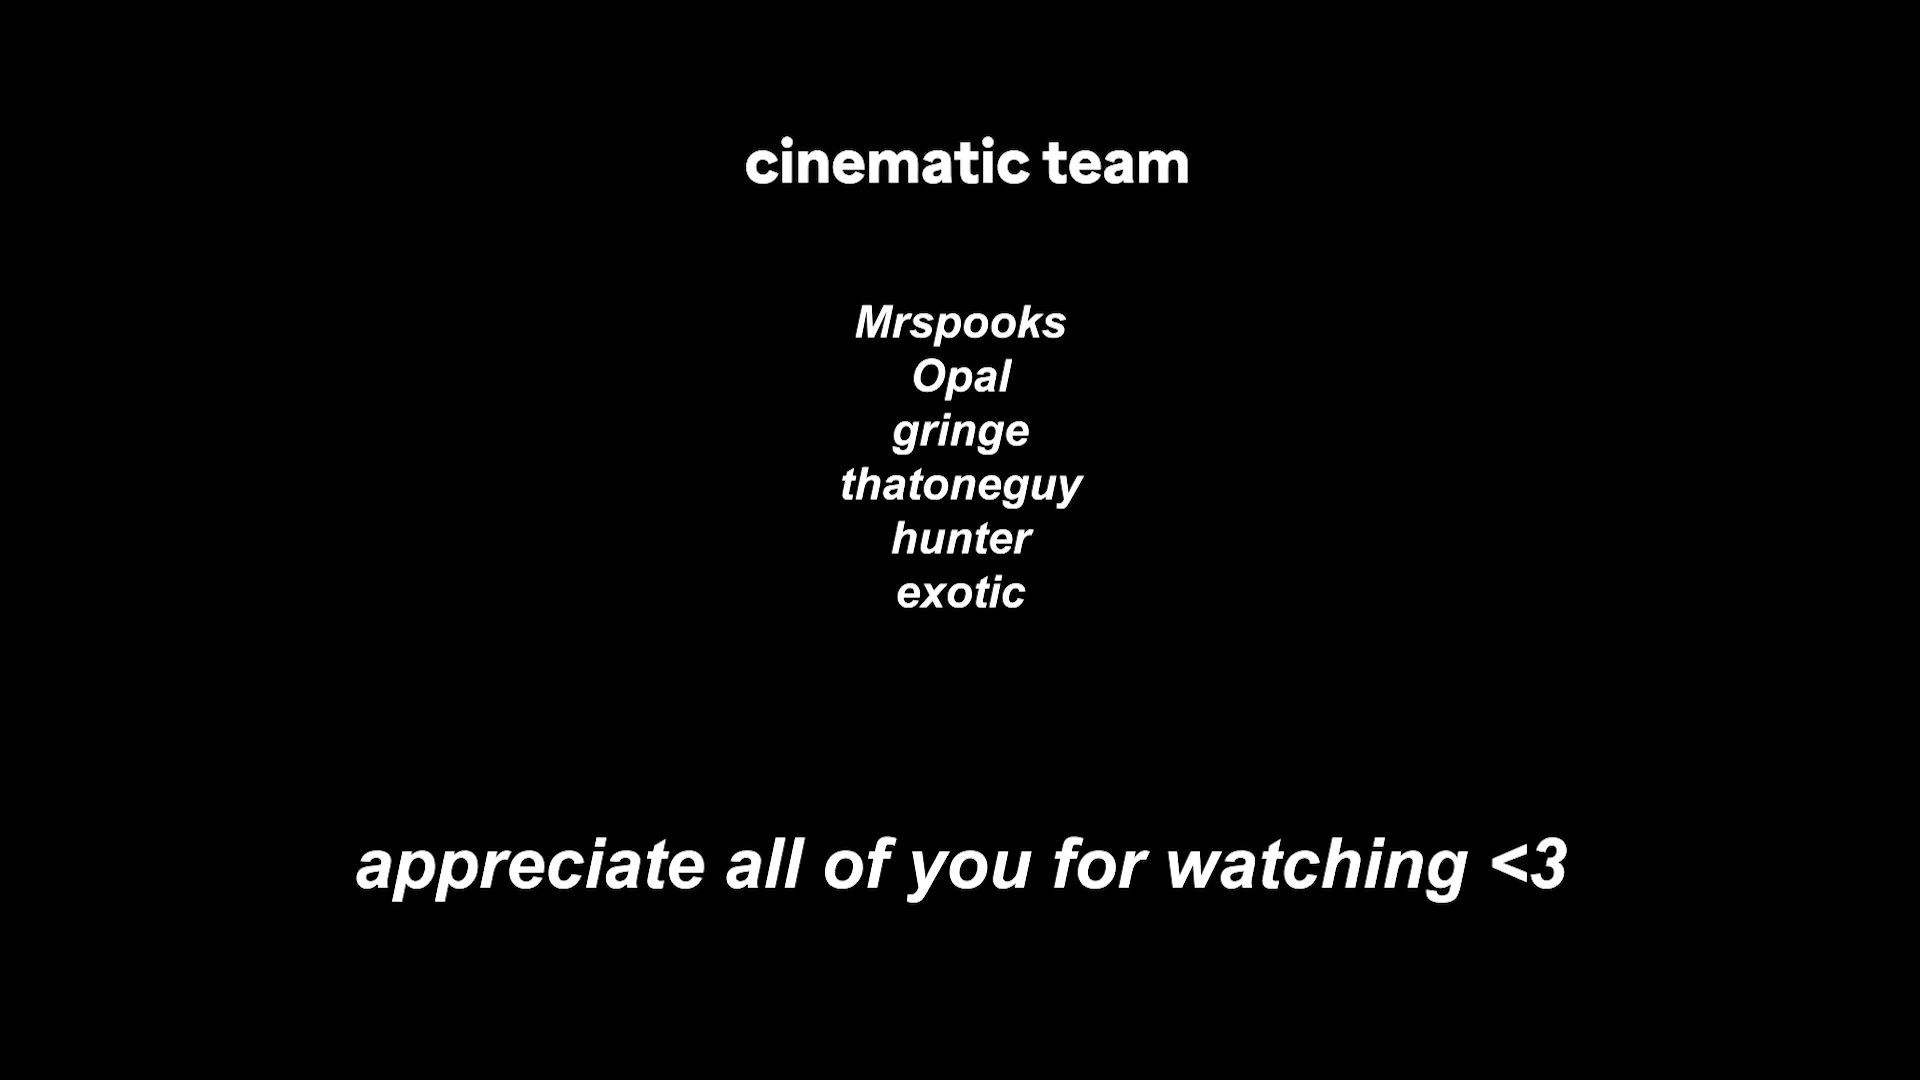 cinematic team
Mrspooks
Opal
gringe
thatoneguy
hunter
exotic
appreciate all of you for watching <3